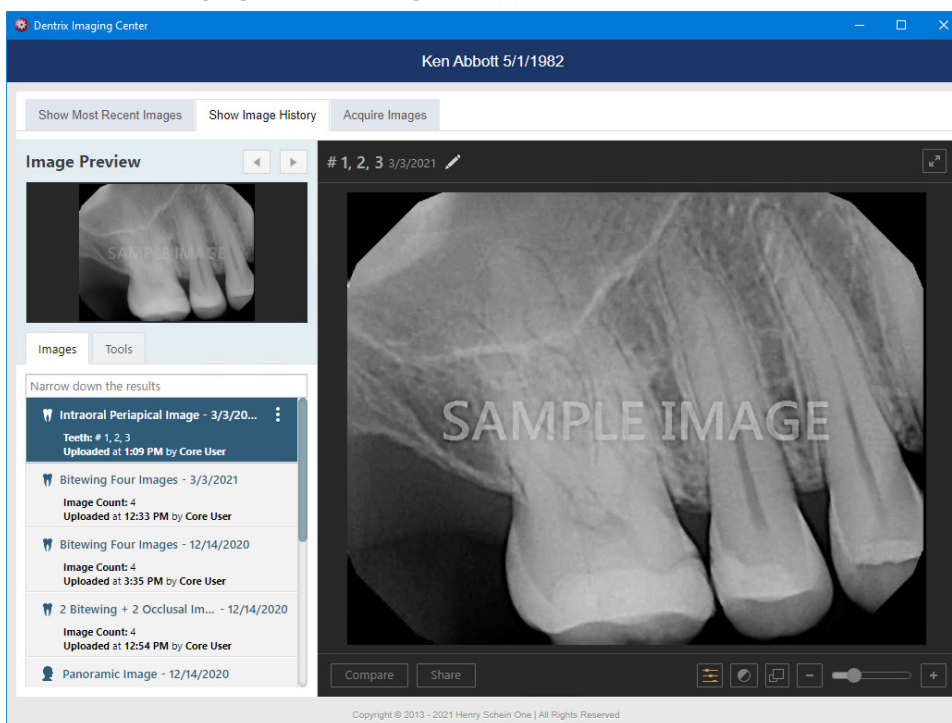 Dentrix Imaging Center
Ken Abbott 5/1/1982
Show Most Recent Images
Show Image History
Acquire Images
Image Preview
SAMPLE IMAGE
Images
Tools
Narrow down the results
Intraoral Periapical Image - 3/3/20...
Teeth: # 1, 2, 3
Uploaded at 1:09 PM by Core User
Bitewing Four Images - 3/3/2021
Image Count: 4
Uploaded at 12:33 PM by Core User
Bitewing Four Images - 12/14/2020
Image Count: 4
Uploaded at 3:35 PM by Core User
2 Bitewing + 2 Occlusal Im... - 12/14/2020
Image Count: 4
Uploaded at 12:54 PM by Core User
Panoramic Image - 12/14/2020
# 1, 2, 3 3/3/2021
SAMPLE IMAGE
Compare
Share
Copyright © 2013 - 2021 Henry Schein One | All Rights Reserved